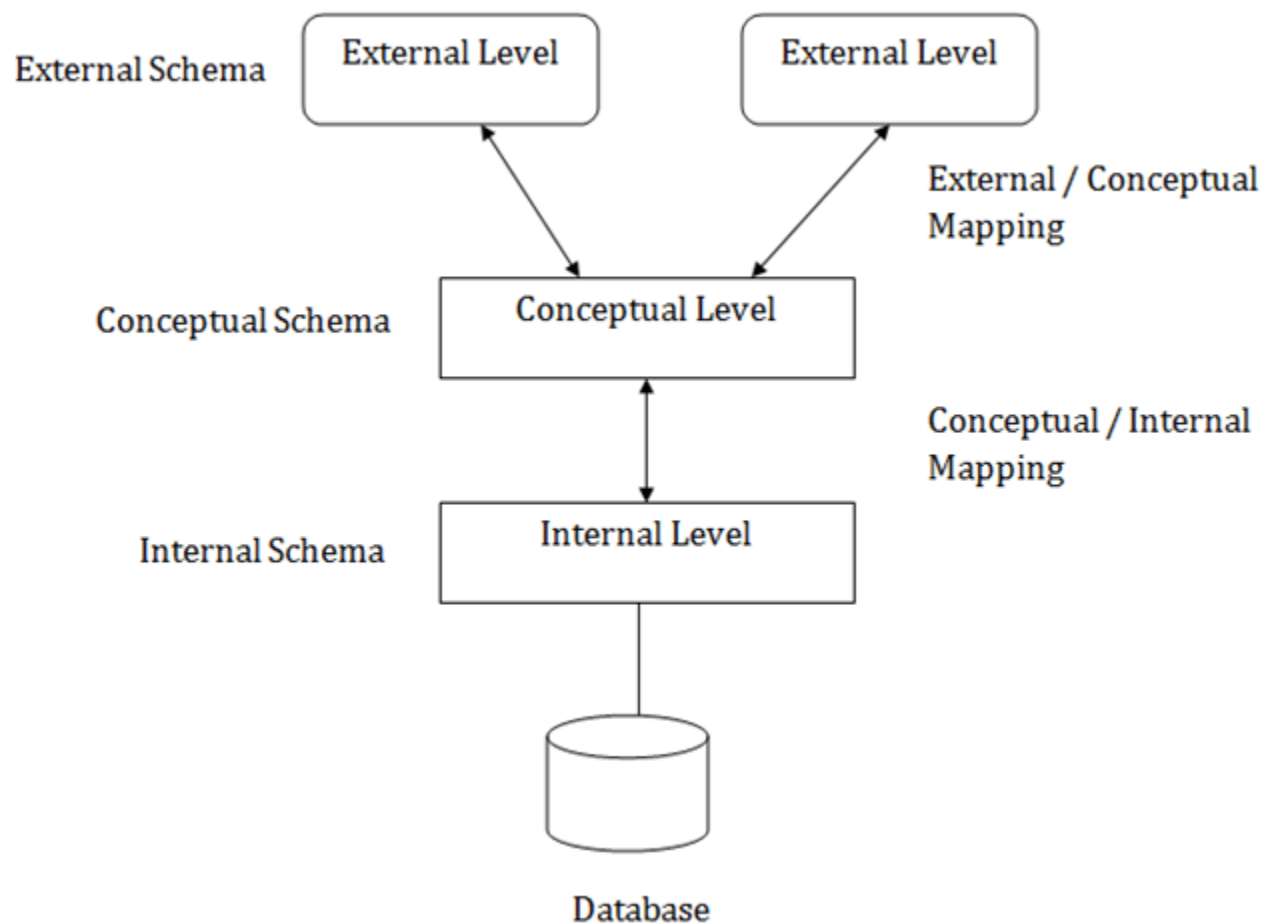 External Schema
External Level
External Level
External / Conceptual
Mapping
Conceptual Schema
Conceptual Level
Conceptual / Internal
Mapping
Internal Schema
Internal Level
Database